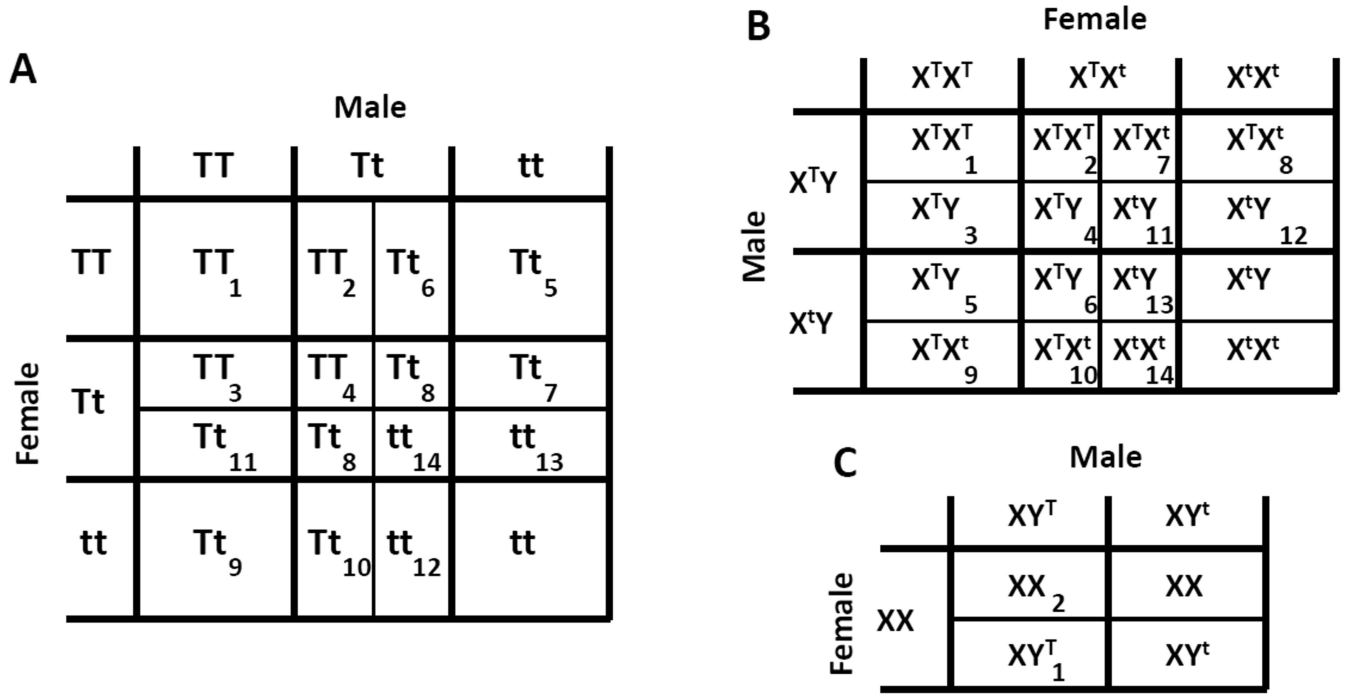 A
Male
TT Tt tt
TT TT1 TT2 Tt6 Tt5
Female
Tt TT3 TT4 Tt8 Tt7
Tt11 Tt8 tt14 tt13
tt Tt9 Tt10 tt12 tt
B
Female
XᵀXᵀ XᵀXᵗ XᵗXᵗ
Male
XᵀY XᵀXᵀ1 XᵀXᵀ2 XᵀXᵗ7 XᵀXᵗ8
XᵀY3 XᵀY4 XᵗY11 XᵗY12
XᵗY XᵀY5 XᵀY6 XᵗY13 XᵗY
XᵀXᵗ9 XᵀXᵗ10 XᵗXᵗ14 XᵗXᵗ
C
Male
XYᵀ XYᵗ
Female
XX XX2 XX
XYᵀ1 XYᵗ